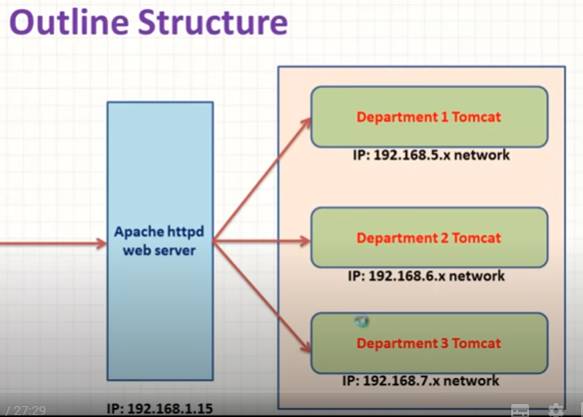 Outline Structure
Department 1 Tomcat
IP: 192.168.5.x network
Apache httpd
web server
Department 2 Tomcat
IP: 192.168.6.x network
Department 3 Tomcat
IP: 192.168.7.x network
IP: 192.168.1.15
/ 27:29